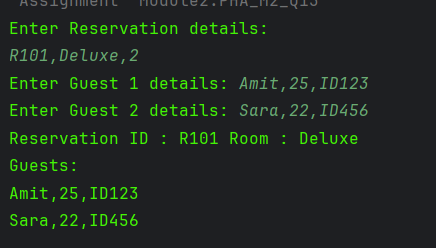 Assignment" "Module2.PHA_M2_Q15"
Enter Reservation details:
R101,Deluxe,2
Enter Guest 1 details: Amit,25,ID123
Enter Guest 2 details: Sara,22,ID456
Reservation ID : R101 Room : Deluxe
Guests:
Amit,25,ID123
Sara,22,ID456